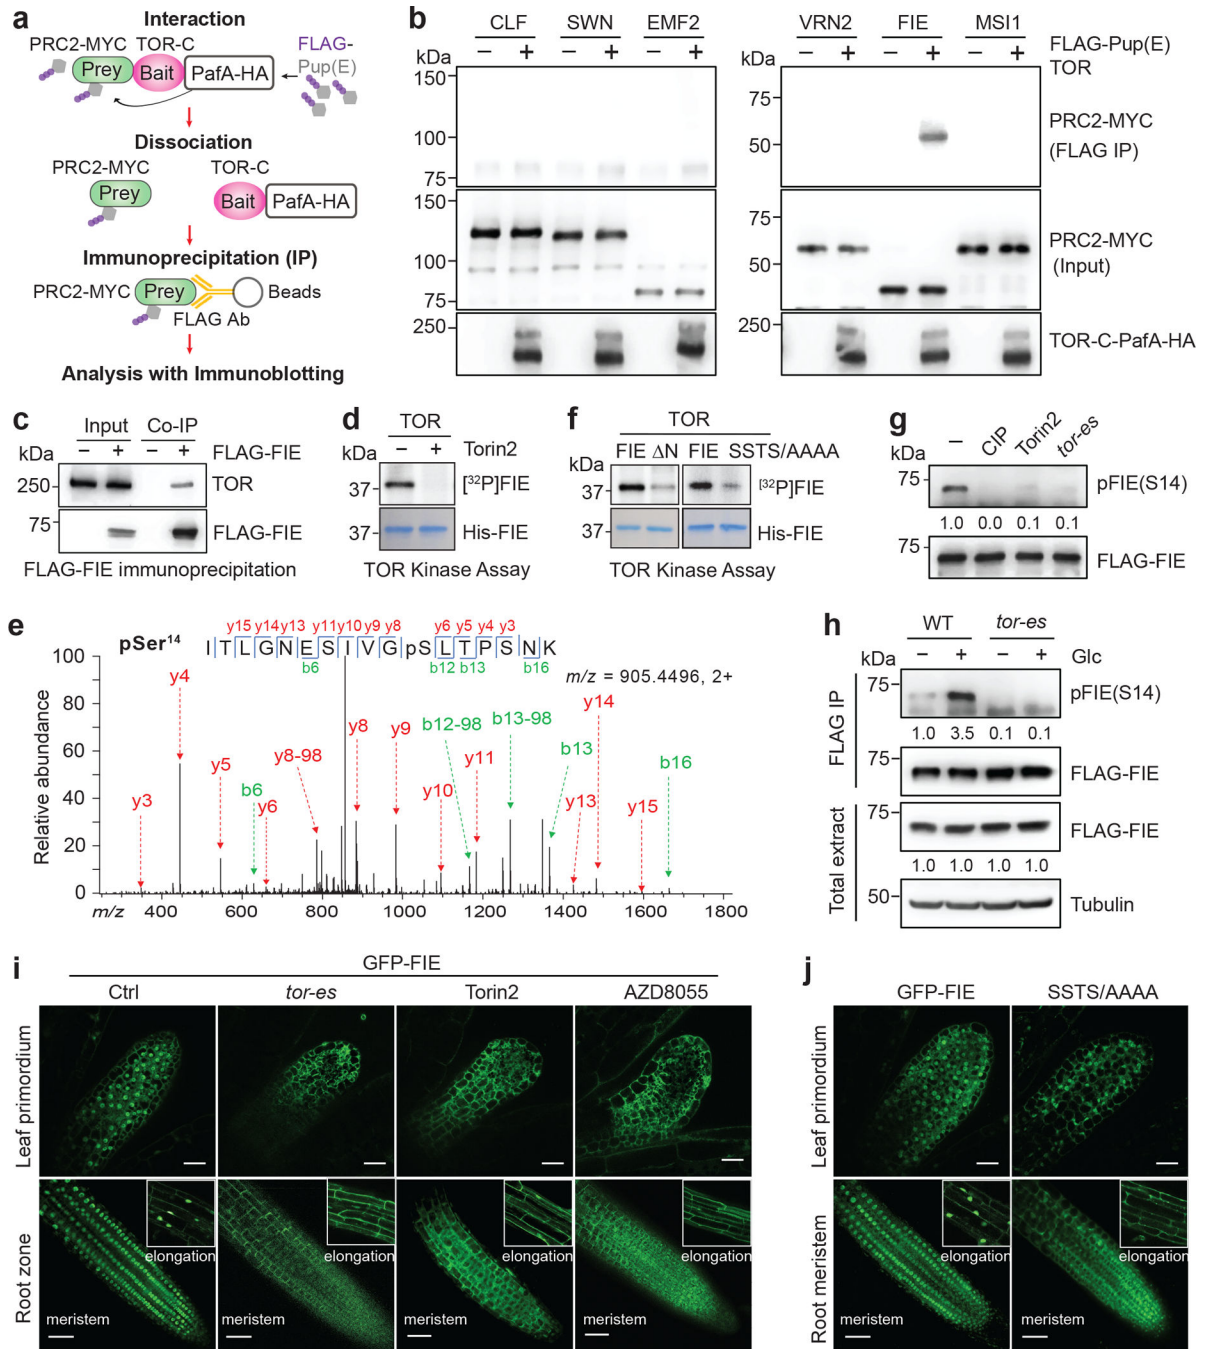 a
Interaction
PRC2-MYC TOR-C FLAG-
Pup(E)
Prey Bait PafA-HA
Dissociation
PRC2-MYC TOR-C
Prey Bait PafA-HA
Immunoprecipitation (IP)
PRC2-MYC Prey Beads
FLAG Ab
Analysis with Immunoblotting
b
CLF SWN EMF2 VRN2 FIE MSI1
kDa − + − + − + kDa − + − + − + FLAG-Pup(E)
TOR
150
100
75
75
50
PRC2-MYC
(FLAG IP)
150
100
75
75
50
PRC2-MYC
(Input)
250
250
TOR-C-PafA-HA
c
Input Co-IP
kDa − + − + FLAG-FIE
250 TOR
75 FLAG-FIE
FLAG-FIE immunoprecipitation
d
TOR
kDa − + Torin2
37 [³²P]FIE
37 His-FIE
TOR Kinase Assay
f
TOR
kDa FIE ΔN FIE SSTS/AAAA
37 [³²P]FIE
37 His-FIE
TOR Kinase Assay
g
kDa − CIP Torin2 tor-es
75 pFIE(S14)
1.0 0.0 0.1 0.1
75 FLAG-FIE
e
y15 y14 y13 y11 y10 y9 y8 y6 y5 y4 y3
pSer¹⁴ I T L G N E S I V G pS L T P S N K
b6 b12 b13 b16
m/z = 905.4496, 2+
Relative abundance
100
80
60
40
20
0
y3 y4 y5 b6 y6 y8-98 y8 y9 y10 b12-98 y11 b13-98 b13 y13 y14 y15 b16
m/z 400 600 800 1000 1200 1400 1600 1800
h
WT tor-es
kDa − + − + Glc
FLAG IP
75 pFIE(S14)
1.0 3.5 0.1 0.1
75 FLAG-FIE
Total extract
75 FLAG-FIE
1.0 1.0 1.0 1.0
50 Tubulin
i
GFP-FIE
Ctrl tor-es Torin2 AZD8055
Leaf primordium
Root zone
elongation elongation elongation elongation
meristem meristem meristem meristem
j
GFP-FIE SSTS/AAAA
Leaf primordium
Root meristem
elongation elongation
meristem meristem